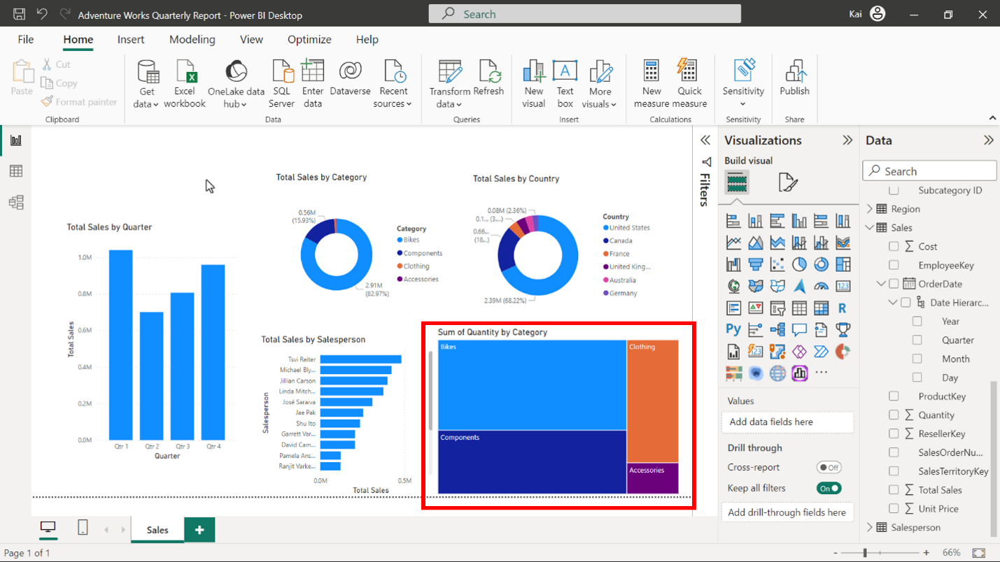 Adventure Works Quarterly Report - Power BI Desktop
Search
Kai
File
Home
Insert
Modeling
View
Optimize
Help
Paste
Cut
Copy
Format painter
Clipboard
Get data
Excel workbook
OneLake data hub
SQL Server
Enter data
Dataverse
Recent sources
Data
Transform data
Refresh
Queries
New visual
Text box
More visuals
Insert
New measure
Quick measure
Calculations
Sensitivity
Sensitivity
Publish
Share
Total Sales by Quarter
Total Sales
1.0M
0.8M
0.6M
0.4M
0.2M
0.0M
Qtr 1
Qtr 2
Qtr 3
Qtr 4
Quarter
Total Sales by Category
0.56M
(15.93%)
2.91M
(82.97%)
Category
Bikes
Components
Clothing
Accessories
Total Sales by Country
0.08M (2.36%)
0.1... (3...)
0.66...
(18...)
2.39M (68.22%)
Country
United States
Canada
France
United King...
Australia
Germany
Total Sales by Salesperson
Salesperson
Tsvi Reiter
Michael Bly...
Jillian Carson
Linda Mitch...
José Saraiva
Jae Pak
Shu Ito
Garrett Var...
David Cam...
Pamela Ans...
Ranjit Varke...
0.0M
0.5M
Total Sales
Sum of Quantity by Category
Bikes
Clothing
Components
Accessories
Filters
Visualizations
Build visual
123
R
Py
123
Values
Add data fields here
Drill through
Cross-report
Off
Keep all filters
On
Add drill-through fields here
Data
Search
Subcategory ID
Region
Sales
Cost
EmployeeKey
OrderDate
Date Hierarc...
Year
Quarter
Month
Day
ProductKey
Quantity
ResellerKey
SalesOrderNu...
SalesTerritoryKey
Total Sales
Unit Price
Salesperson
Sales
Page 1 of 1
66%